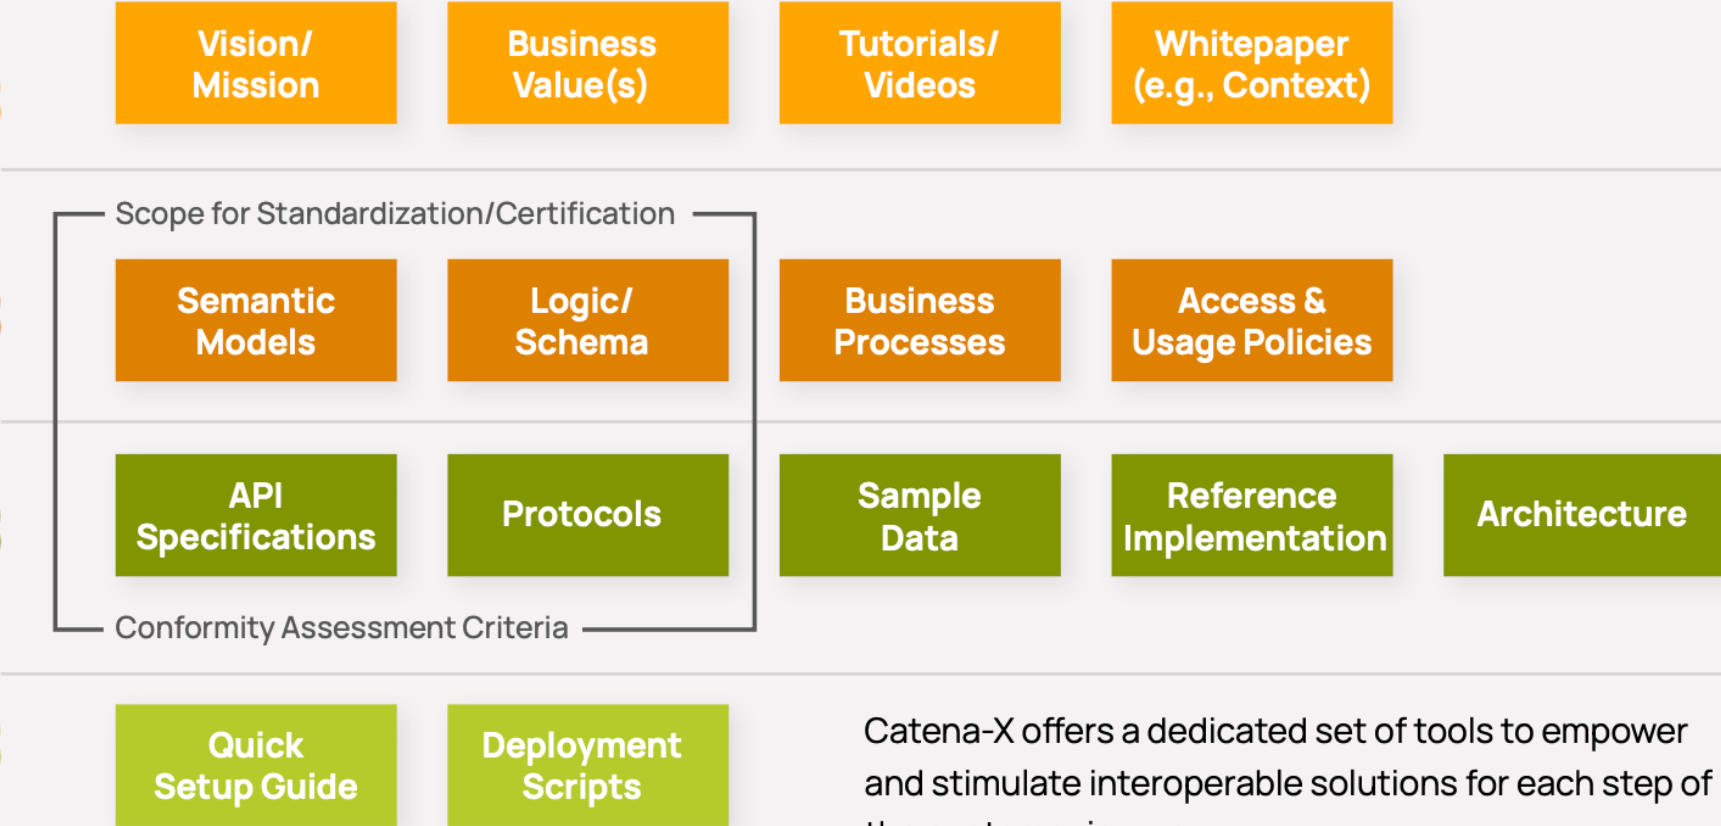 Vision/
Mission
Business
Value(s)
Tutorials/
Videos
Whitepaper
(e.g., Context)
Scope for Standardization/Certification
Semantic
Models
Logic/
Schema
Business
Processes
Access &
Usage Policies
API
Specifications
Protocols
Sample
Data
Reference
Implementation
Architecture
Conformity Assessment Criteria
Quick
Setup Guide
Deployment
Scripts
Catena-X offers a dedicated set of tools to empower
and stimulate interoperable solutions for each step of